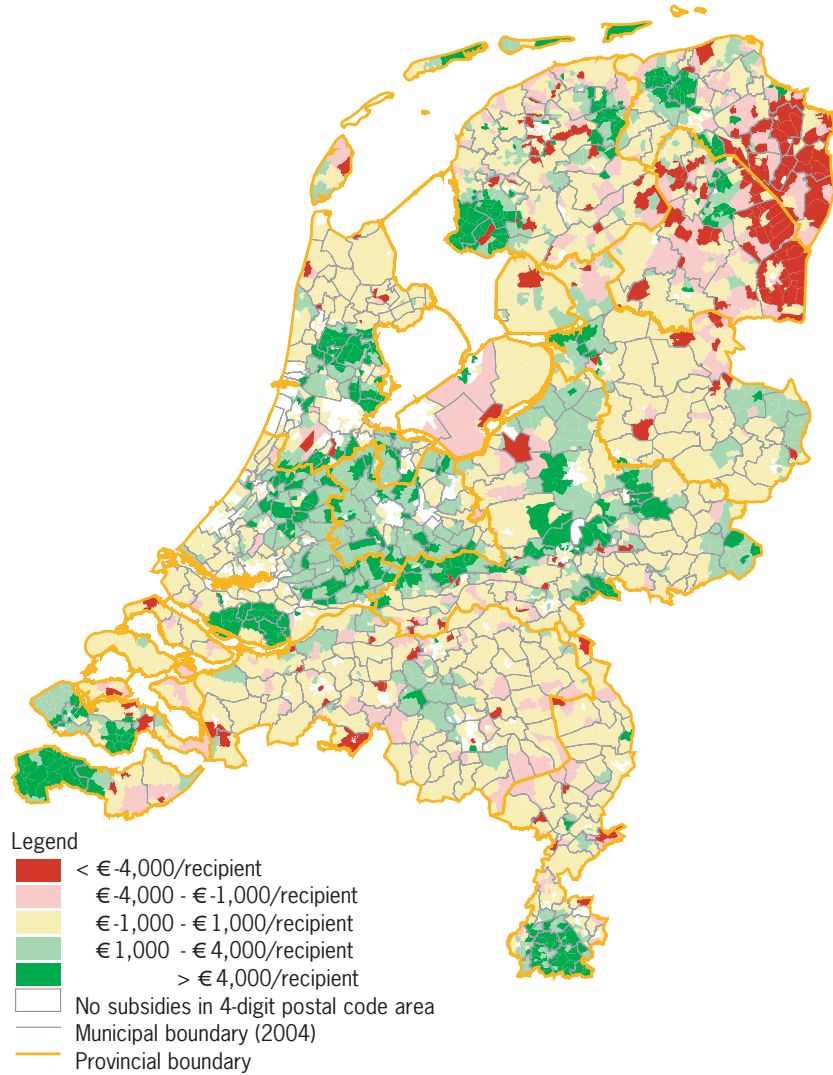 Legend
< €-4,000/recipient
€-4,000 - €-1,000/recipient
€-1,000 - €1,000/recipient
€1,000 - €4,000/recipient
> €4,000/recipient
No subsidies in 4-digit postal code area
Municipal boundary (2004)
Provincial boundary